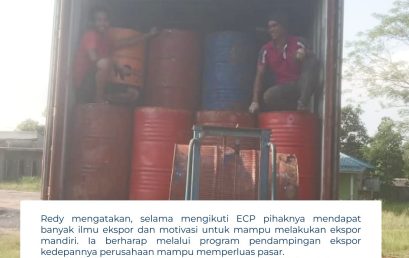 Redy mengatakan, selama mengikuti ECP pihaknya mendapat
banyak ilmu ekspor dan motivasi untuk mampu melakukan ekspor
mandiri. Ia berharap melalui program pendampingan ekspor
kedepannya perusahaan mampu memperluas pasar.